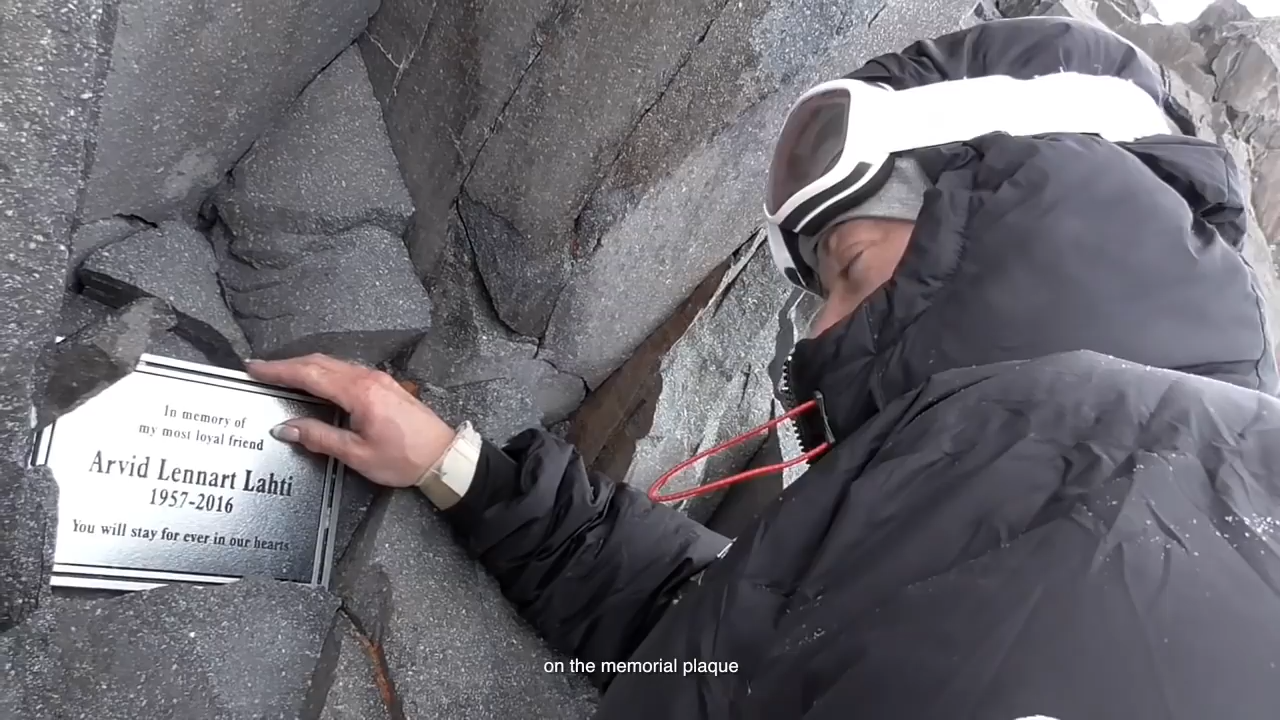 In memory of
my most loyal friend
Arvid Lennart Lahti
1957-2016
You will stay for ever in our hearts
on the memorial plaque